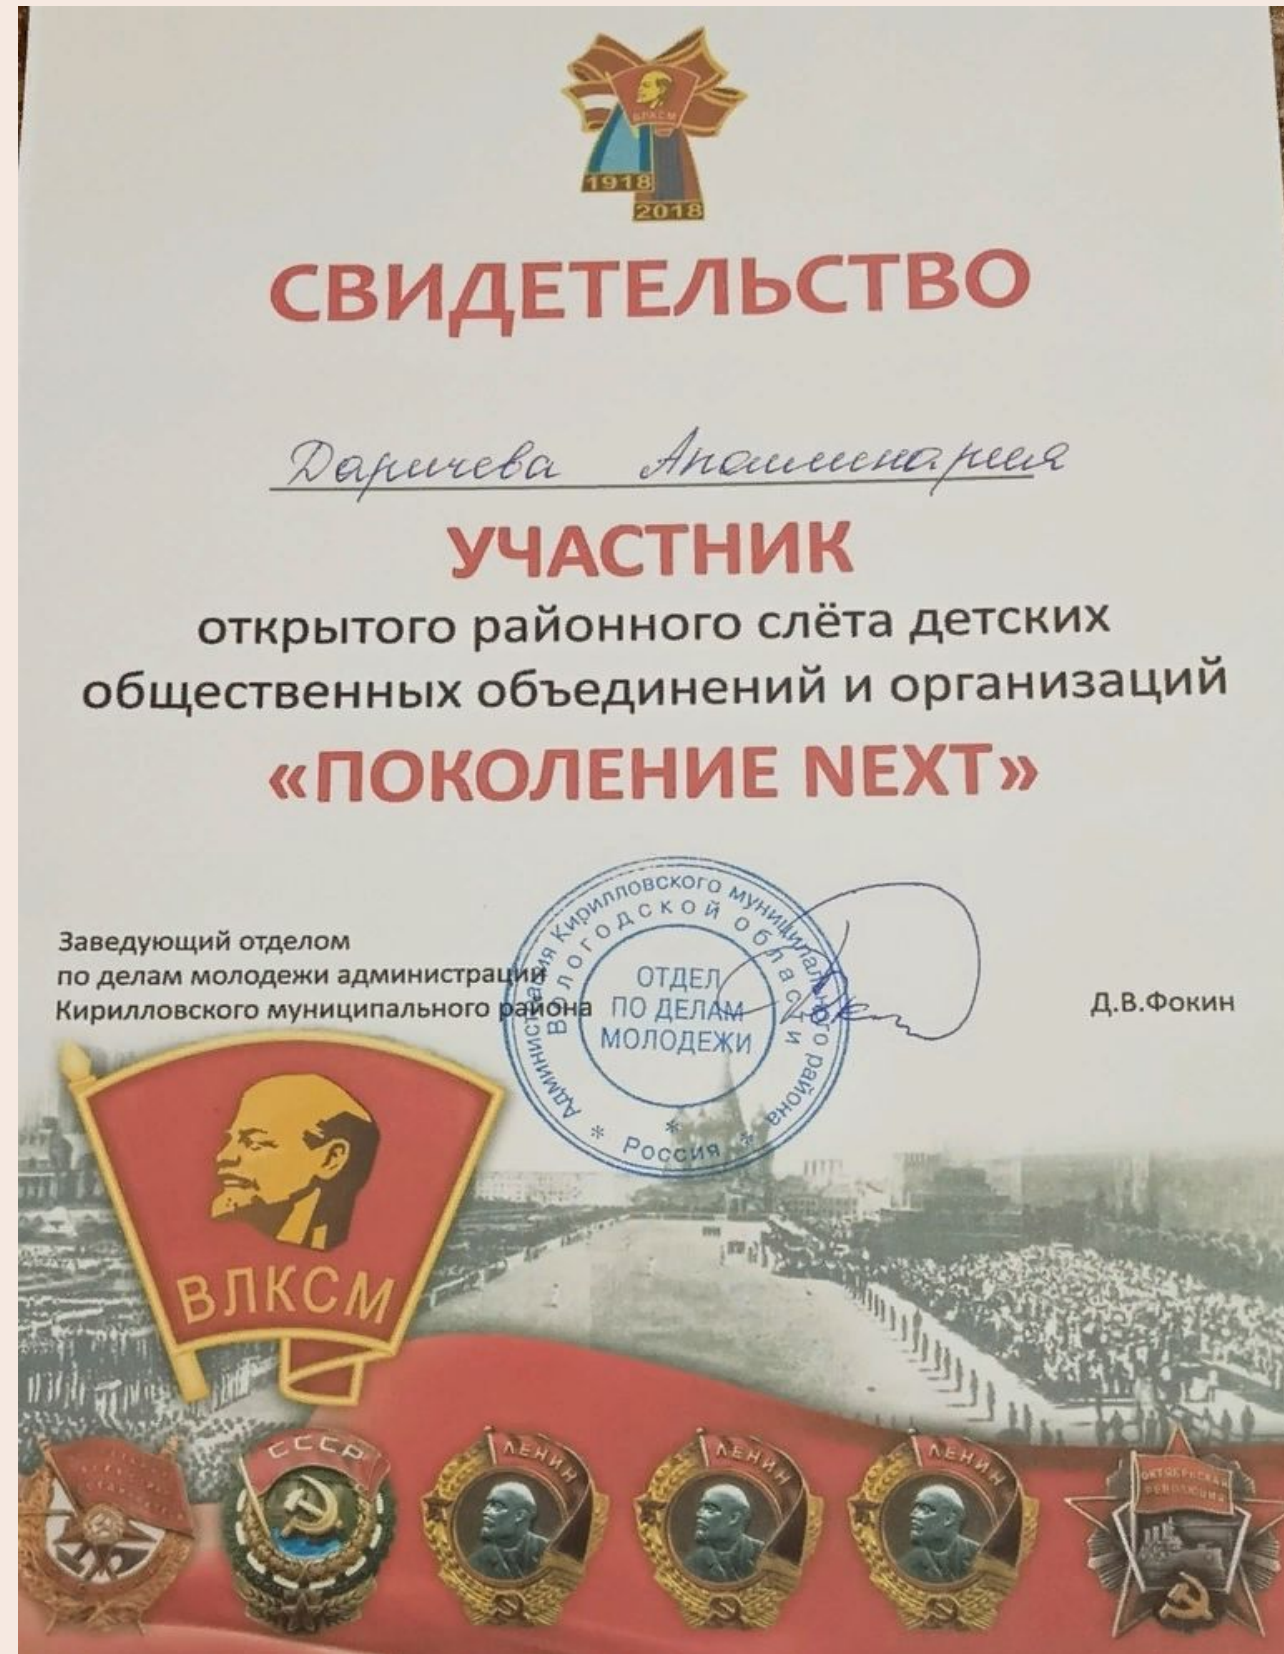 ВЛКСМ
1918
2018
СВИДЕТЕЛЬСТВО
Даричева Аполлинария
УЧАСТНИК
открытого районного слёта детских
общественных объединений и организаций
«ПОКОЛЕНИЕ NEXT»
Заведующий отделом
по делам молодежи администрации
Кирилловского муниципального района
Д.В.Фокин
Администрация Кирилловского муниципального района
Вологодской области
ОТДЕЛ
ПО ДЕЛАМ
МОЛОДЕЖИ
* Россия *
ВЛКСМ
СССР
ЛЕНИН
ЛЕНИН
ЛЕНИН
ОКТЯБРЬСКАЯ
РЕВОЛЮЦИЯ